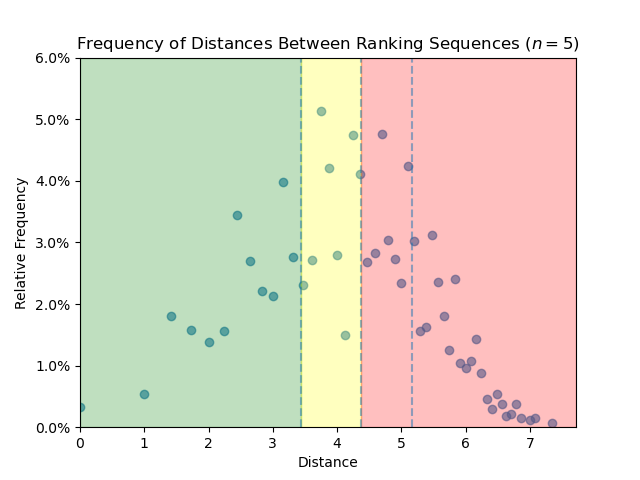 Frequency of Distances Between Ranking Sequences (n = 5)
6.0%
5.0%
4.0%
3.0%
2.0%
1.0%
0.0%
Relative Frequency
0 1 2 3 4 5 6 7
Distance